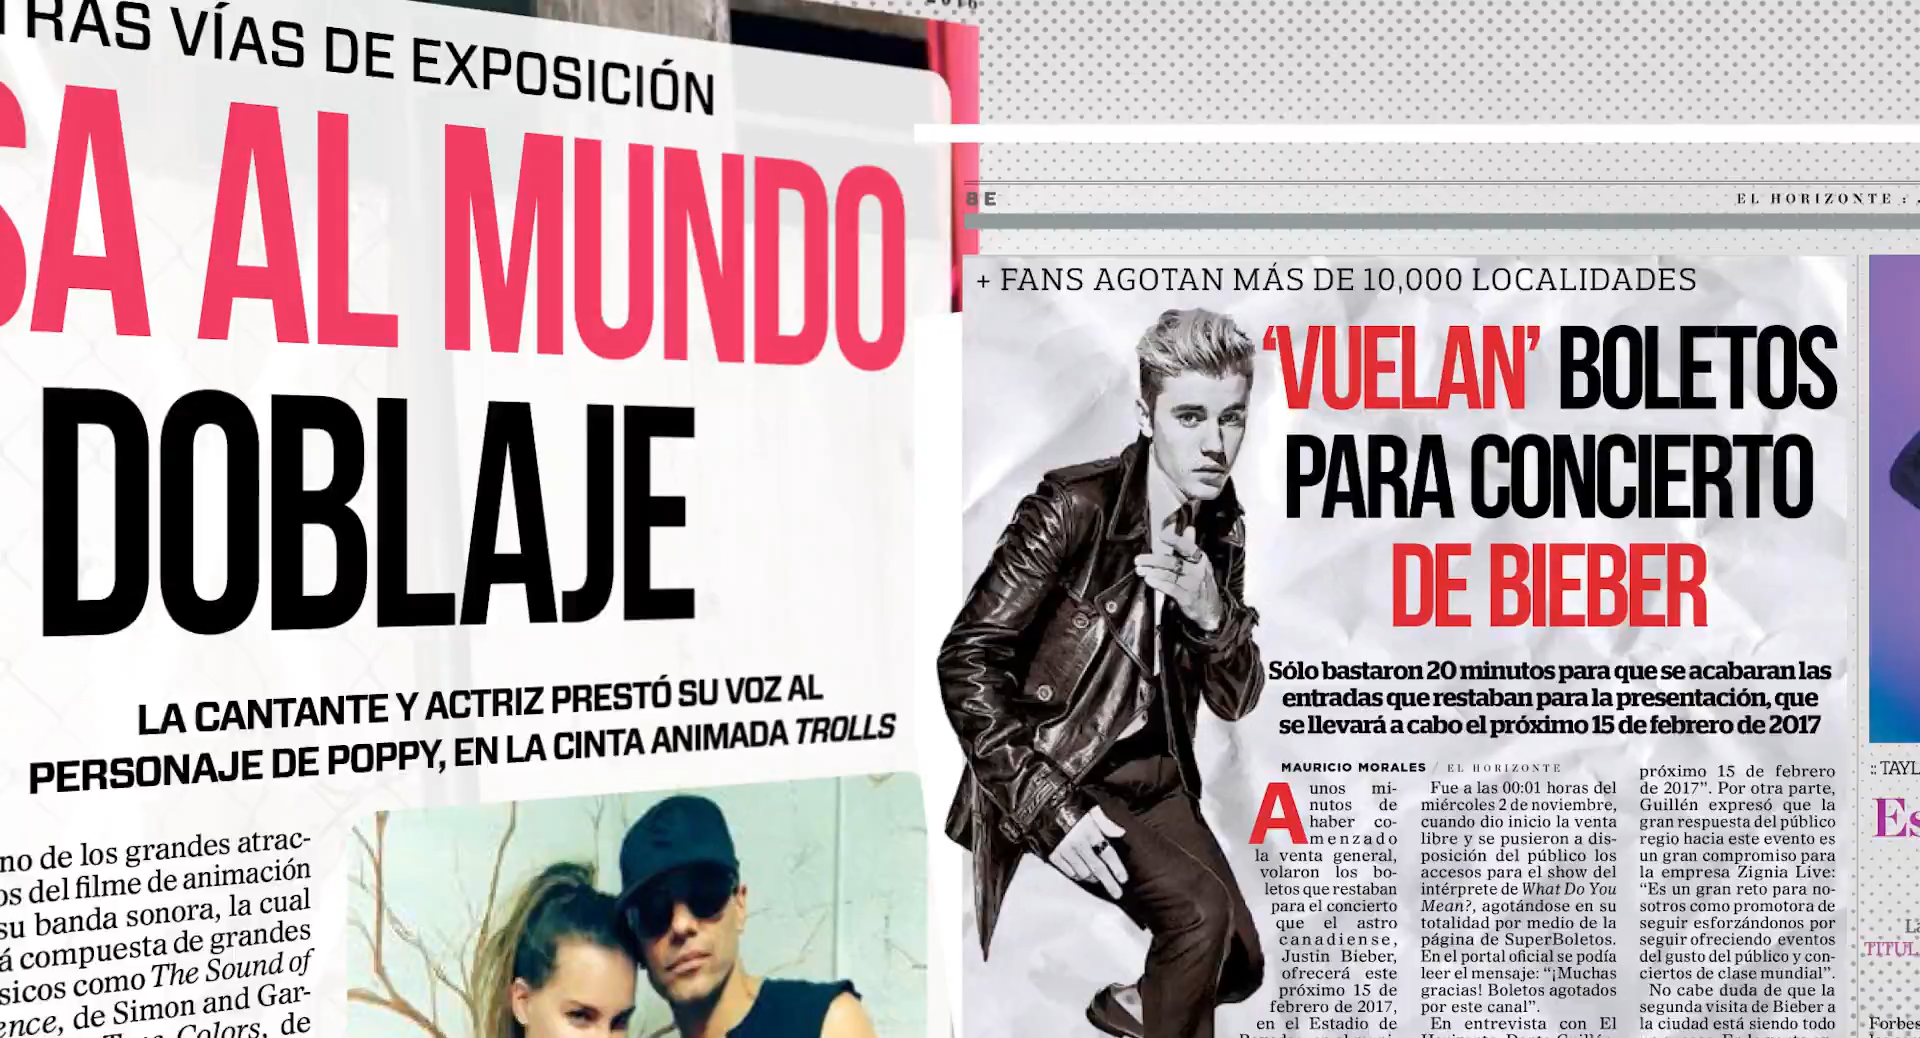 TRAS VÍAS DE EXPOSICIÓN
SA AL MUNDO
DOBLAJE
LA CANTANTE Y ACTRIZ PRESTÓ SU VOZ AL
PERSONAJE DE POPPY, EN LA CINTA ANIMADA TROLLS
no de los grandes atrac-
os del filme de animación
su banda sonora, la cual
á compuesta de grandes
sicos como The Sound of
ence, de Simon and Gar-
Colors, de
8 E
EL HORIZONTE :
+ FANS AGOTAN MÁS DE 10,000 LOCALIDADES
‘VUELAN’ BOLETOS
PARA CONCIERTO
DE BIEBER
Sólo bastaron 20 minutos para que se acabaran las
entradas que restaban para la presentación, que
se llevará a cabo el próximo 15 de febrero de 2017
MAURICIO MORALES / EL HORIZONTE
A unos mi-
nutos de
haber co-
menzado
la venta general,
volaron los bo-
letos que restaban
para el concierto
que el astro
canadiense,
Justin Bieber,
ofrecerá este
próximo 15 de
febrero de 2017,
en el Estadio de
Fue a las 00:01 horas del
miércoles 2 de noviembre,
cuando dio inicio la venta
libre y se pusieron a dis-
posición del público los
accesos para el show del
intérprete de What Do You
Mean?, agotándose en su
totalidad por medio de la
página de SuperBoletos.
En el portal oficial se podía
leer el mensaje: “¡Muchas
gracias! Boletos agotados
por este canal”.
En entrevista con El
próximo 15 de febrero
de 2017”. Por otra parte,
Guillén expresó que la
gran respuesta del público
regio hacia este evento es
un gran compromiso para
la empresa Zignia Live:
“Es un gran reto para no-
sotros como promotora de
seguir esforzándonos por
seguir ofreciendo eventos
del gusto del público y con-
ciertos de clase mundial”.
No cabe duda de que la
segunda visita de Bieber a
la ciudad está siendo todo
:: TAYL
Es
La
TITUL
Forbes